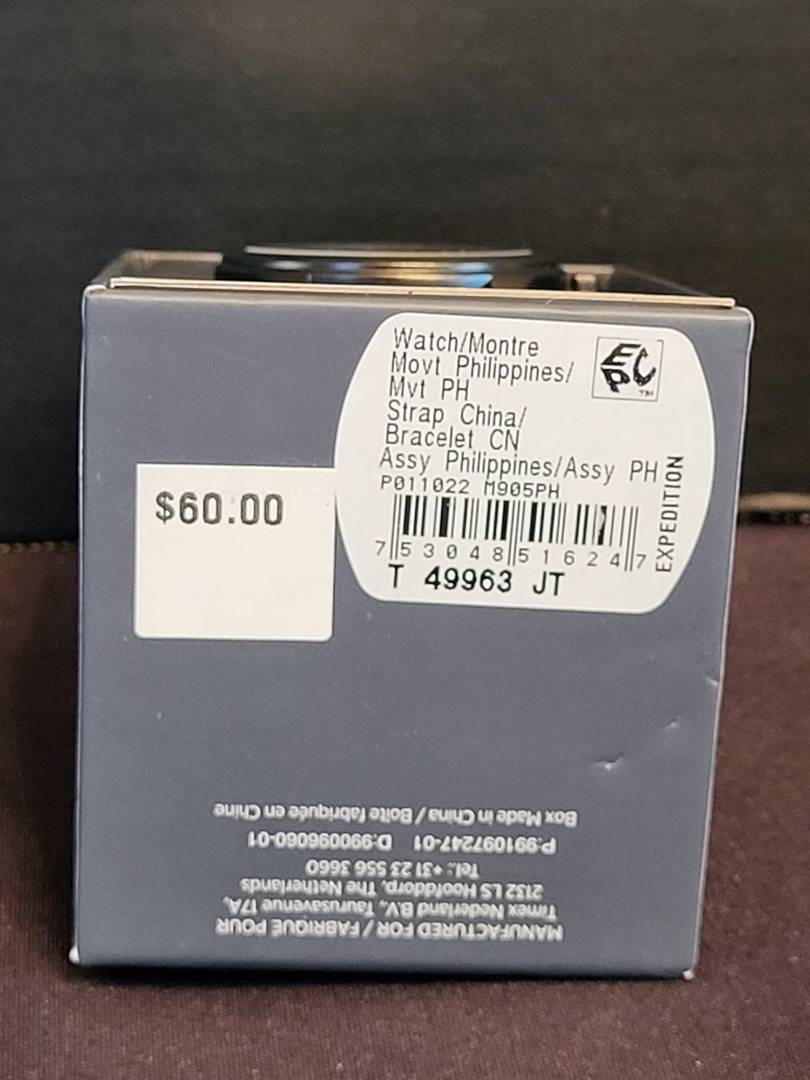 Watch/Montre
Movt Philippines/
Mvt PH
Strap China/
Bracelet CN
Assy Philippines/Assy PH
P011022 M905PH
EPC
TM
EXPEDITION
7 53048 51624 7
T 49963 JT
$60.00
MANUFACTURED FOR / FABRIQUÉ POUR
Timex Nederland B.V., Taurusavenue 17A,
2132 LS Hoofddorp, The Netherlands
Tel.: +31 23 556 3660
P:991097247-01 D:990096060-01
Box Made in China / Boîte fabriquée en Chine